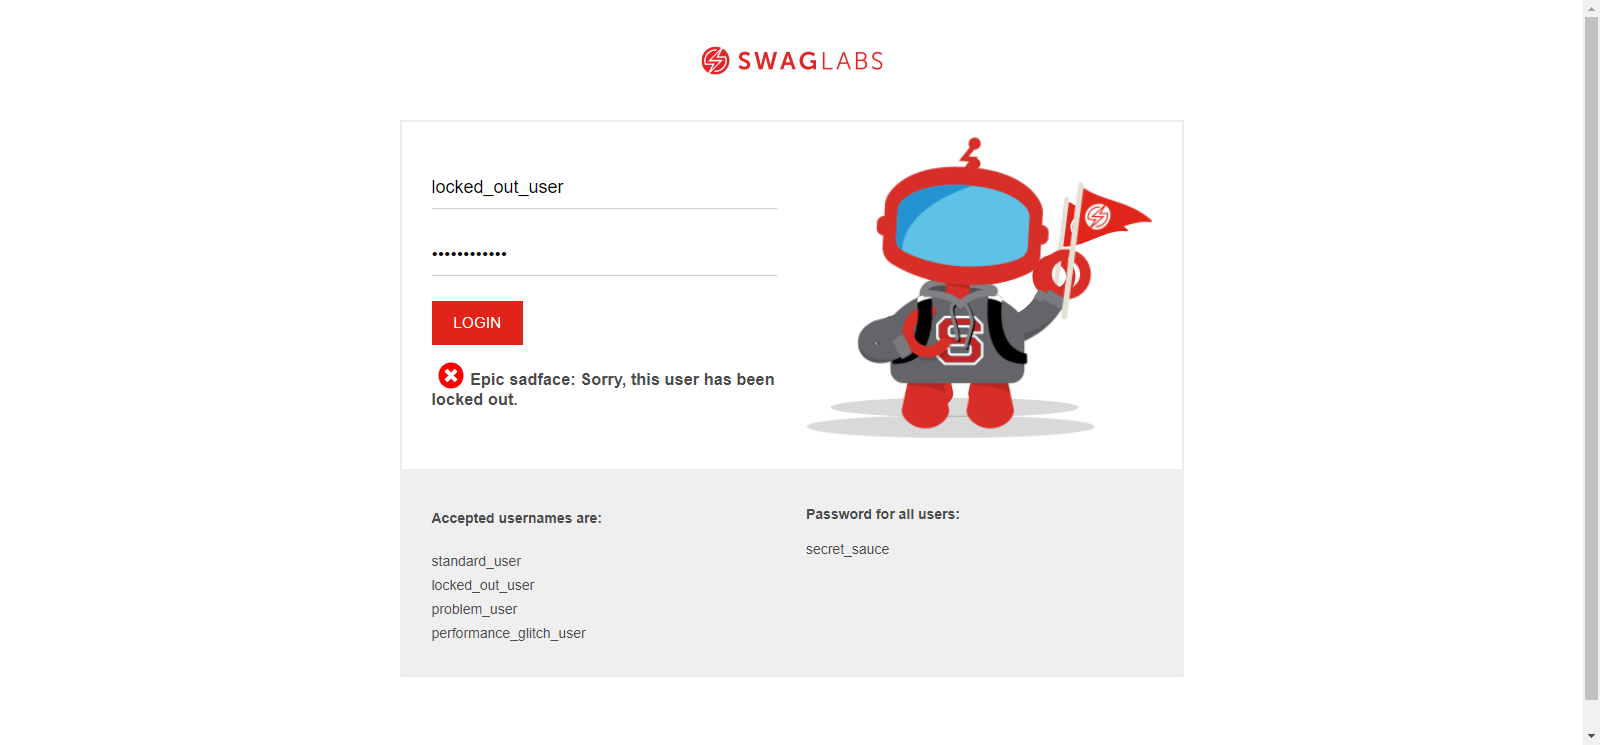 SWAGLABS
locked_out_user
••••••••••••
LOGIN
Epic sadface: Sorry, this user has been
locked out.
S
Accepted usernames are:
standard_user
locked_out_user
problem_user
performance_glitch_user
Password for all users:
secret_sauce